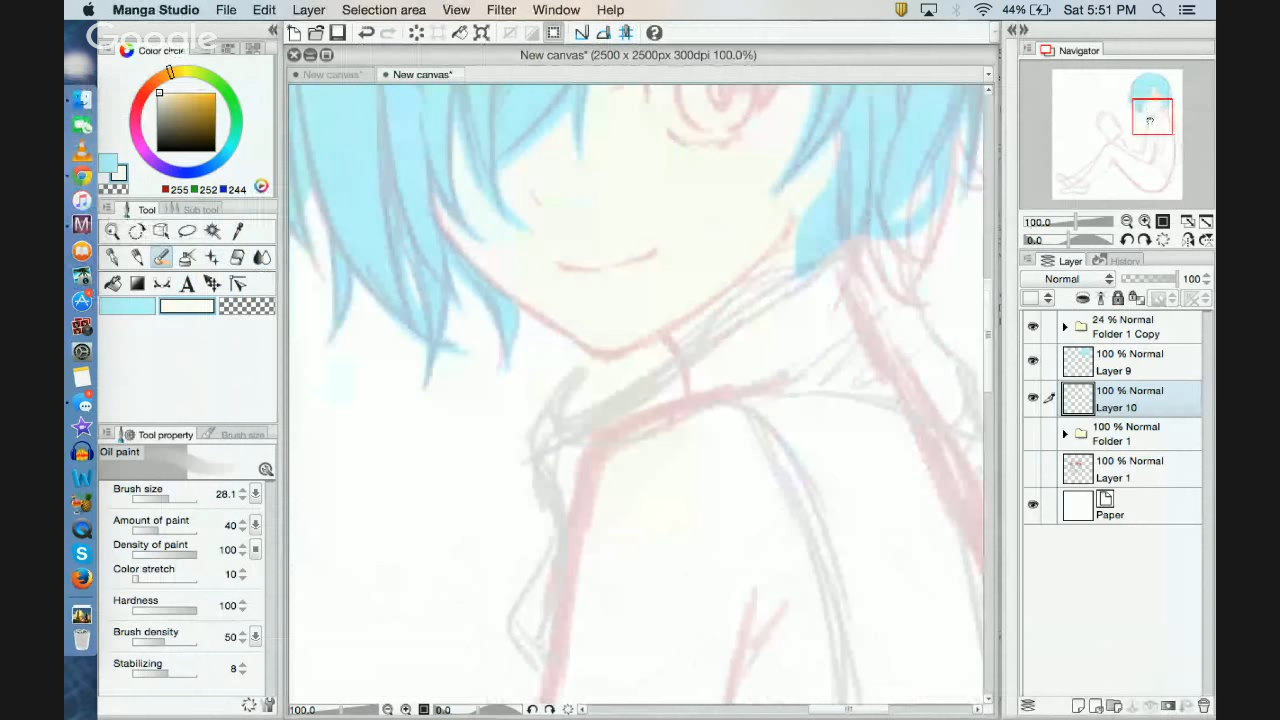 Manga Studio File Edit Layer Selection area View Filter Window Help
44% Sat 5:51 PM
Google
Color circle
New canvas* (2500 x 2500px 300dpi 100.0%)
New canvas* New canvas*
Navigator
255 252 244
Tool Sub tool
100.0
0.0
Layer History
Normal 100
24 % Normal
Folder 1 Copy
100 % Normal
Layer 9
100 % Normal
Layer 10
100 % Normal
Folder 1
100 % Normal
Layer 1
Paper
Tool property Brush size
Oil paint
Brush size 28.1
Amount of paint 40
Density of paint 100
Color stretch 10
Hardness 100
Brush density 50
Stabilizing 8
100.0 0.0